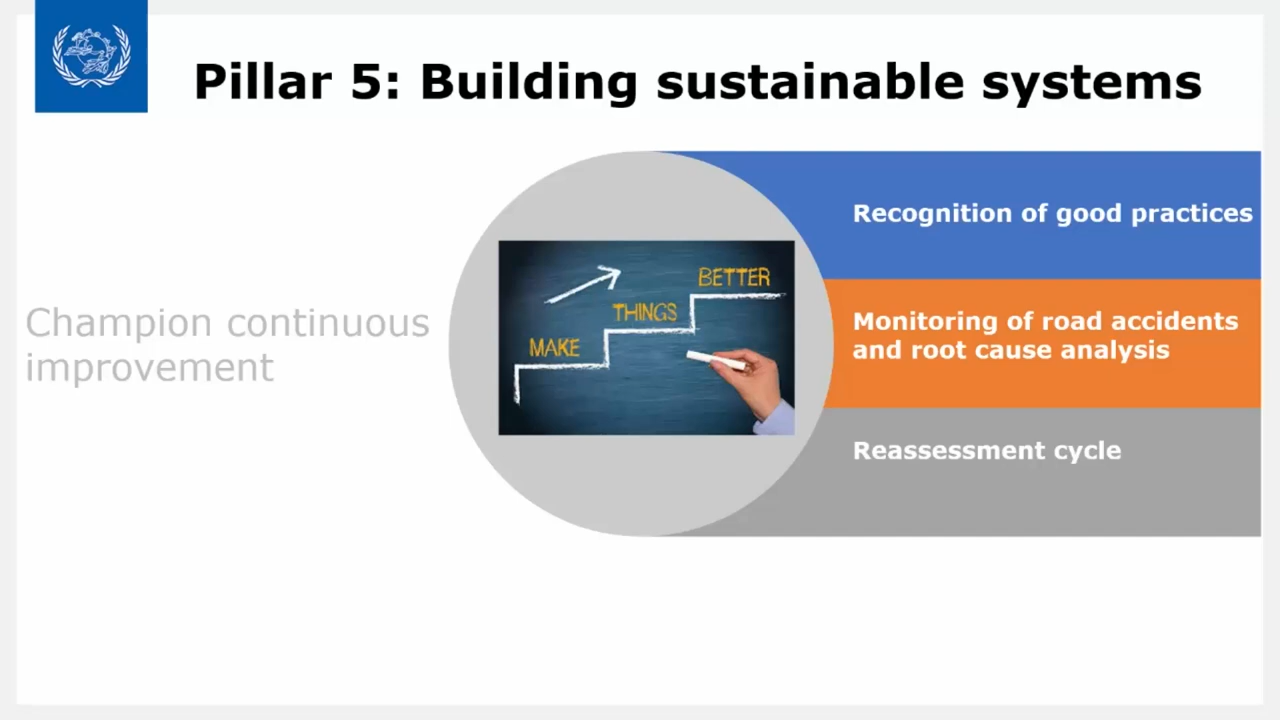 Pillar 5: Building sustainable systems
Champion continuous
improvement
MAKE
THINGS
BETTER
Recognition of good practices
Monitoring of road accidents
and root cause analysis
Reassessment cycle